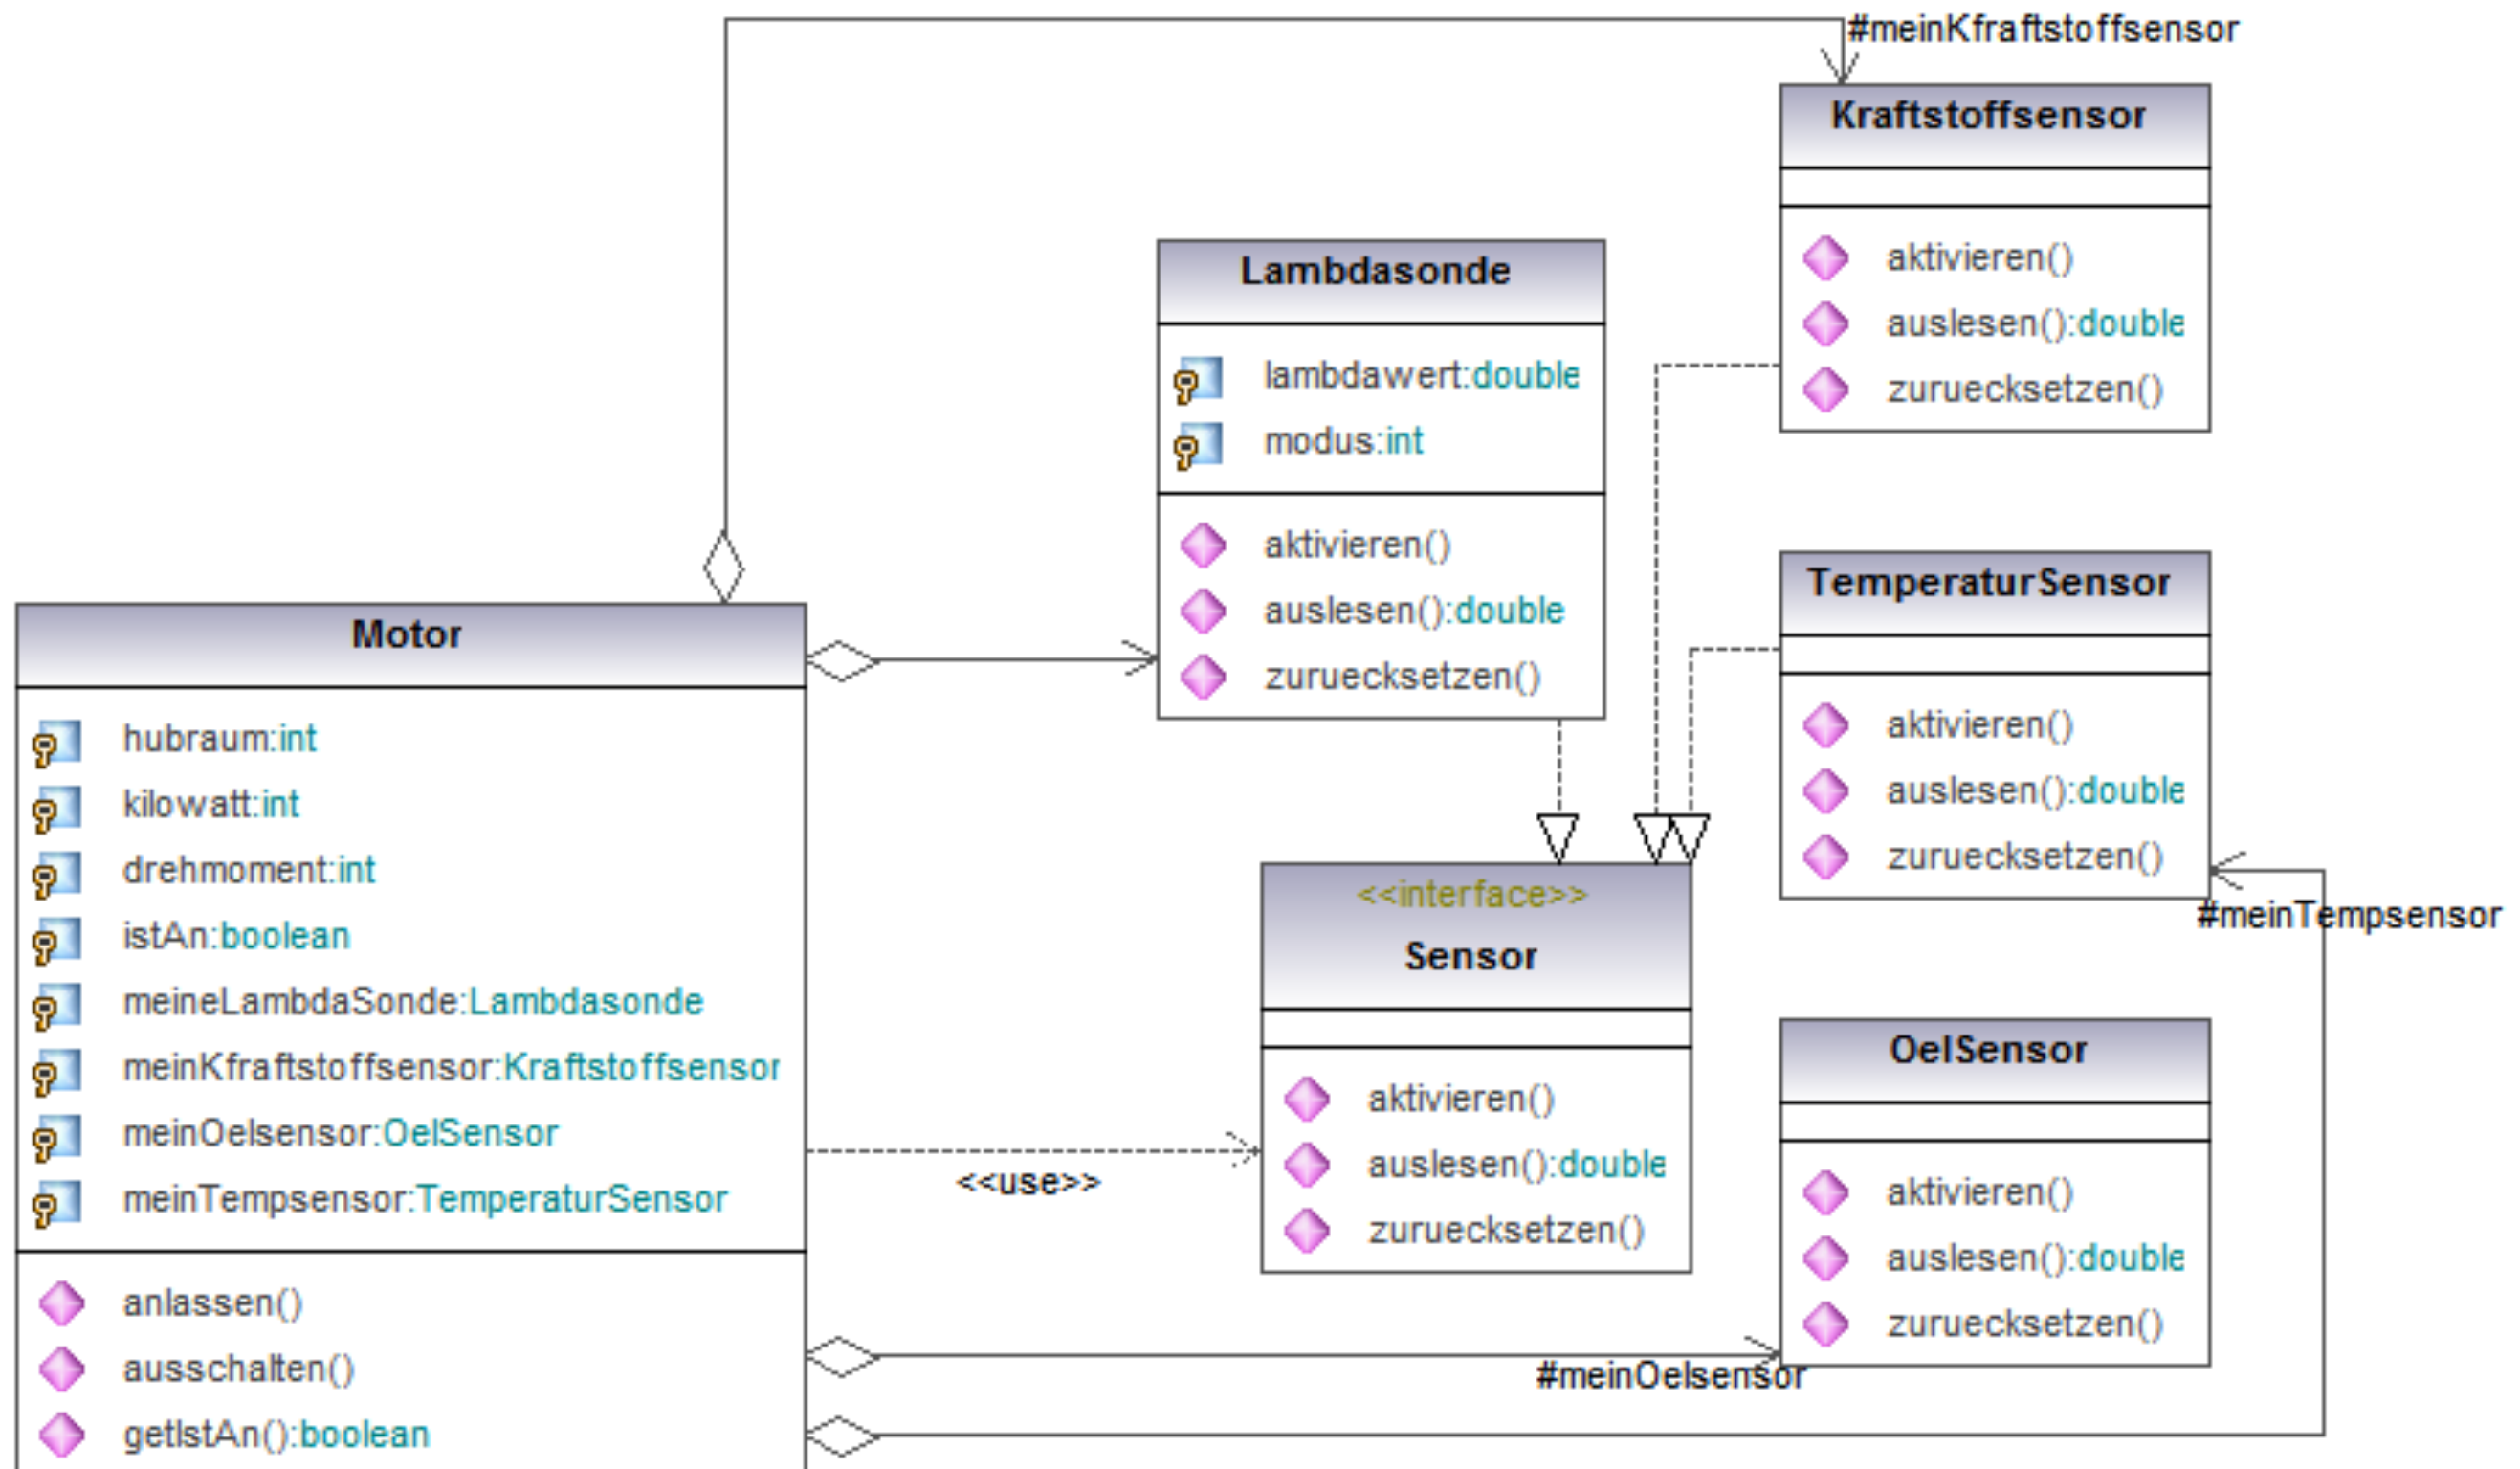 #meinKfraftstoffsensor
Kraftstoffsensor
aktivieren()
auslesen():double
zuruecksetzen()
Lambdasonde
lambdawert:double
modus:int
aktivieren()
auslesen():double
zuruecksetzen()
TemperaturSensor
aktivieren()
auslesen():double
zuruecksetzen()
#meinTempsensor
Motor
hubraum:int
kilowatt:int
drehmoment:int
istAn:boolean
meineLambdaSonde:Lambdasonde
meinKfraftstoffsensor:Kraftstoffsensor
meinOelsensor:OelSensor
meinTempsensor:TemperaturSensor
anlassen()
ausschalten()
getIstAn():boolean
<<use>>
<<interface>>
Sensor
aktivieren()
auslesen():double
zuruecksetzen()
OelSensor
aktivieren()
auslesen():double
zuruecksetzen()
#meinOelsensor